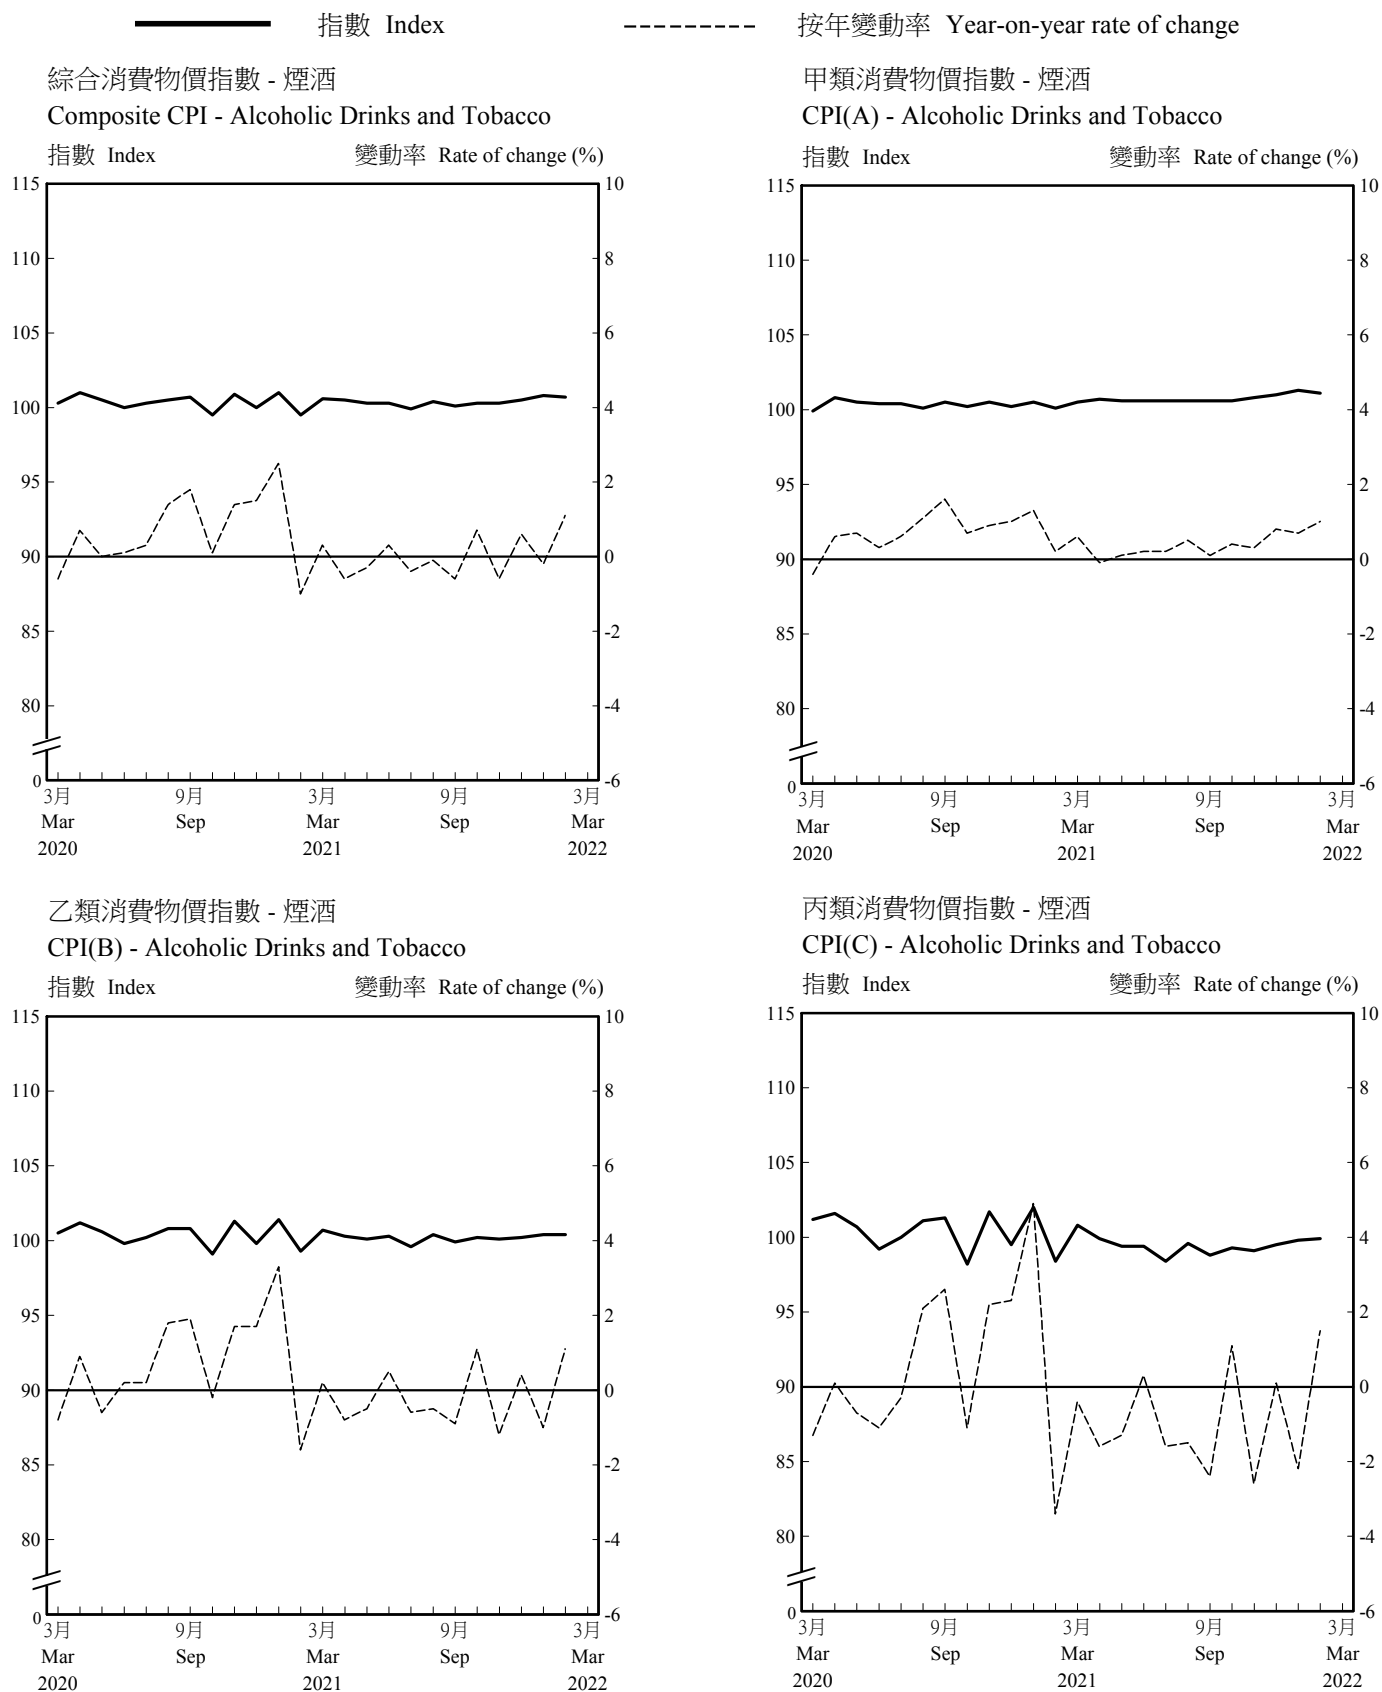 指數 Index
按年變動率 Year-on-year rate of change
綜合消費物價指數 - 煙酒
Composite CPI - Alcoholic Drinks and Tobacco
指數 Index
變動率 Rate of change (%)
115
110
105
100
95
90
85
80
0
10
8
6
4
2
0
-2
-4
-6
3月
Mar
2020
9月
Sep
3月
Mar
2021
9月
Sep
3月
Mar
2022
甲類消費物價指數 - 煙酒
CPI(A) - Alcoholic Drinks and Tobacco
指數 Index
變動率 Rate of change (%)
115
110
105
100
95
90
85
80
0
10
8
6
4
2
0
-2
-4
-6
3月
Mar
2020
9月
Sep
3月
Mar
2021
9月
Sep
3月
Mar
2022
乙類消費物價指數 - 煙酒
CPI(B) - Alcoholic Drinks and Tobacco
指數 Index
變動率 Rate of change (%)
115
110
105
100
95
90
85
80
0
10
8
6
4
2
0
-2
-4
-6
3月
Mar
2020
9月
Sep
3月
Mar
2021
9月
Sep
3月
Mar
2022
丙類消費物價指數 - 煙酒
CPI(C) - Alcoholic Drinks and Tobacco
指數 Index
變動率 Rate of change (%)
115
110
105
100
95
90
85
80
0
10
8
6
4
2
0
-2
-4
-6
3月
Mar
2020
9月
Sep
3月
Mar
2021
9月
Sep
3月
Mar
2022